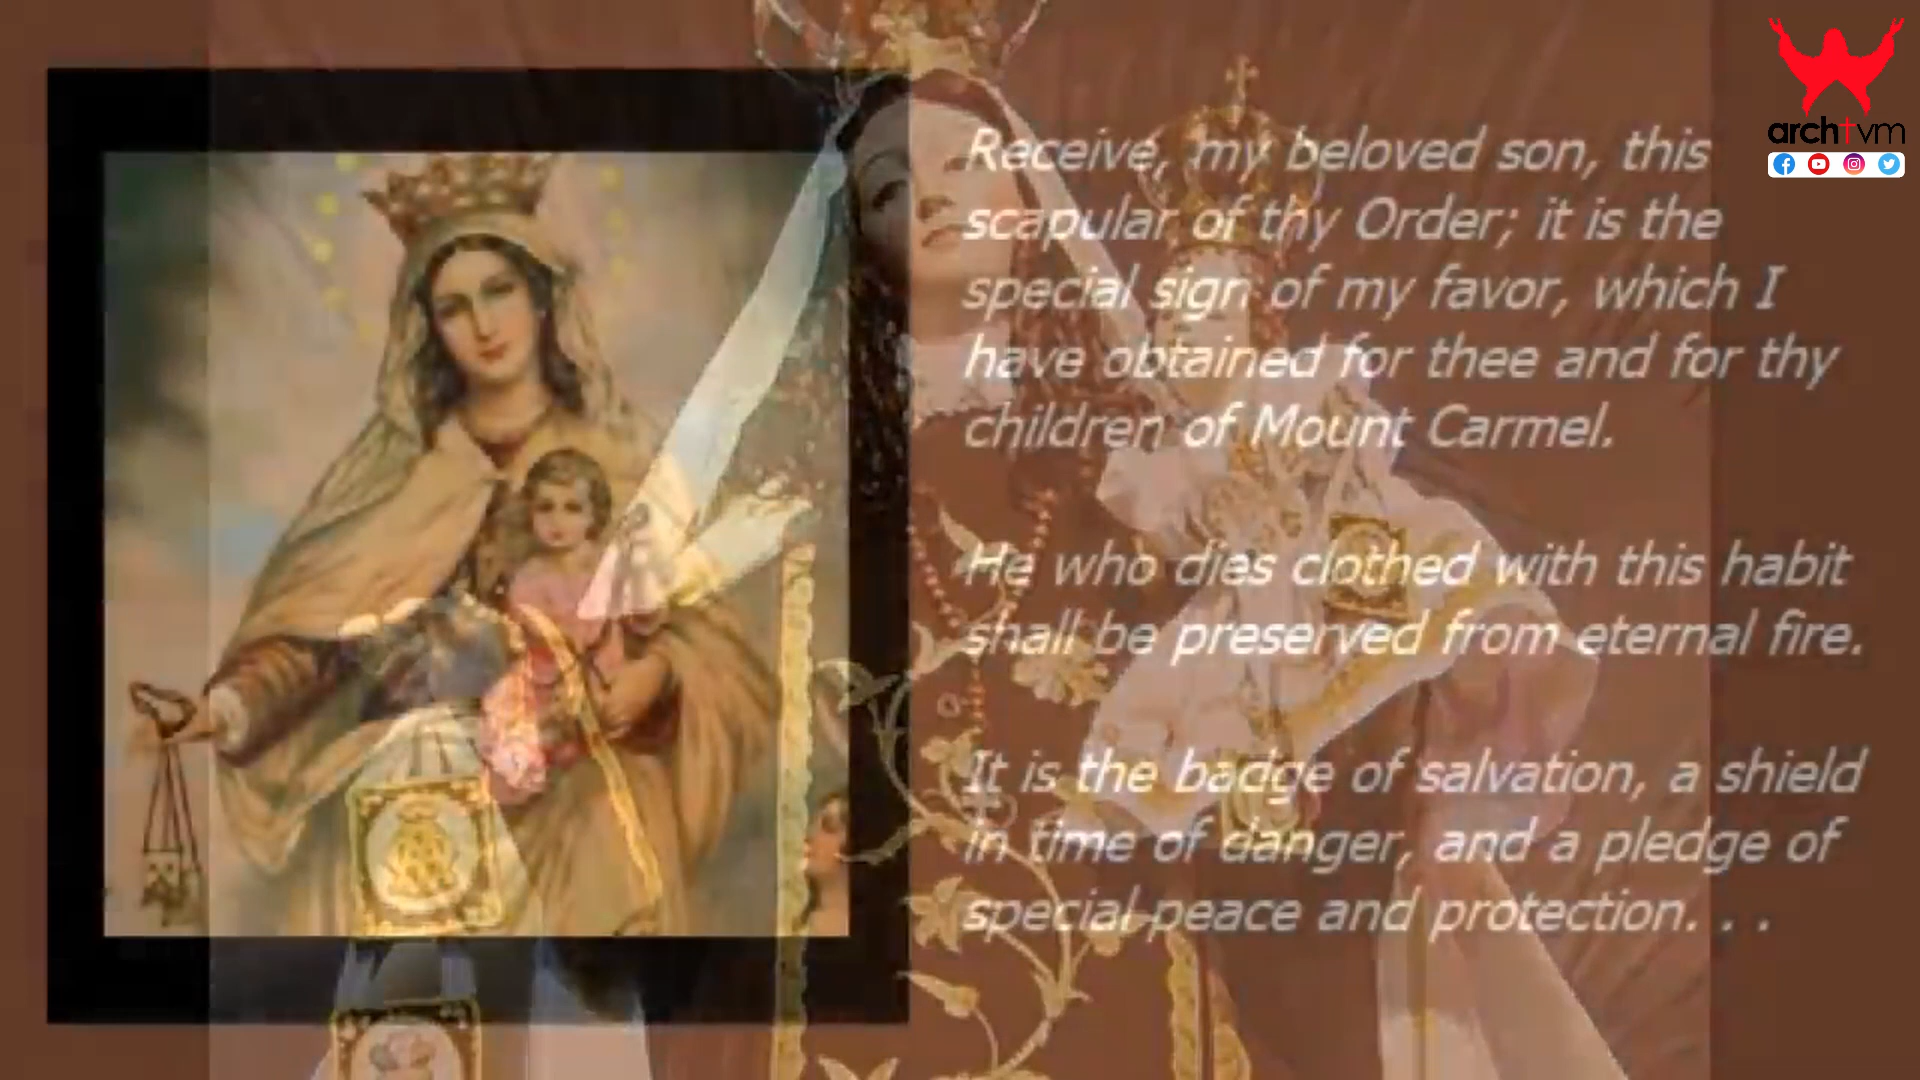 Receive, my beloved son, this
scapular of thy Order; it is the
special sign of my favor, which I
have obtained for thee and for thy
children of Mount Carmel.
He who dies clothed with this habit
shall be preserved from eternal fire.
It is the badge of salvation, a shield
in time of danger, and a pledge of
special peace and protection. . .
archtvm